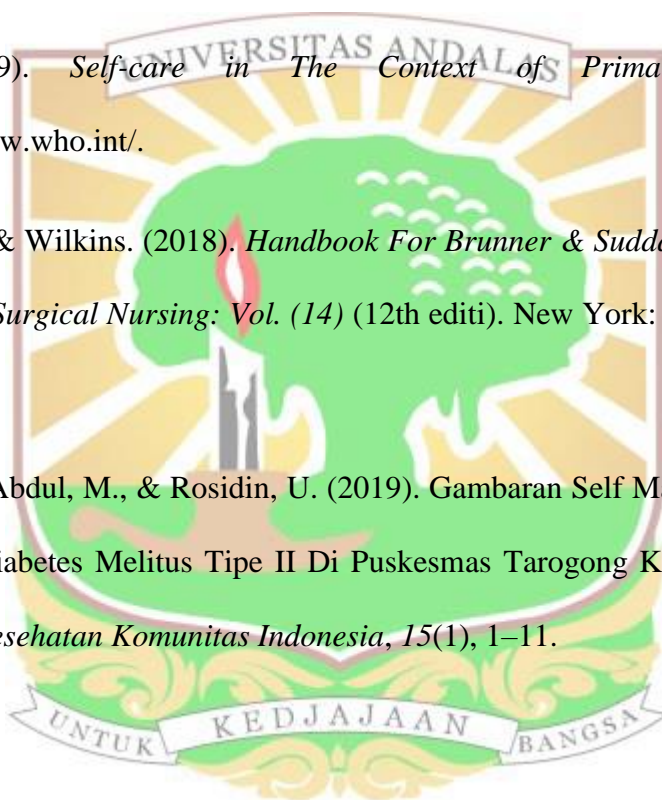 UNIVERSITAS ANDALAS
9). Self-care in The Context of Prima
w.who.int/.
& Wilkins. (2018). Handbook For Brunner & Sudda
Surgical Nursing: Vol. (14) (12th editi). New York:
Abdul, M., & Rosidin, U. (2019). Gambaran Self Ma
iabetes Melitus Tipe II Di Puskesmas Tarogong K
esehatan Komunitas Indonesia, 15(1), 1–11.
UNTUK KEDJAJAAN BANGSA